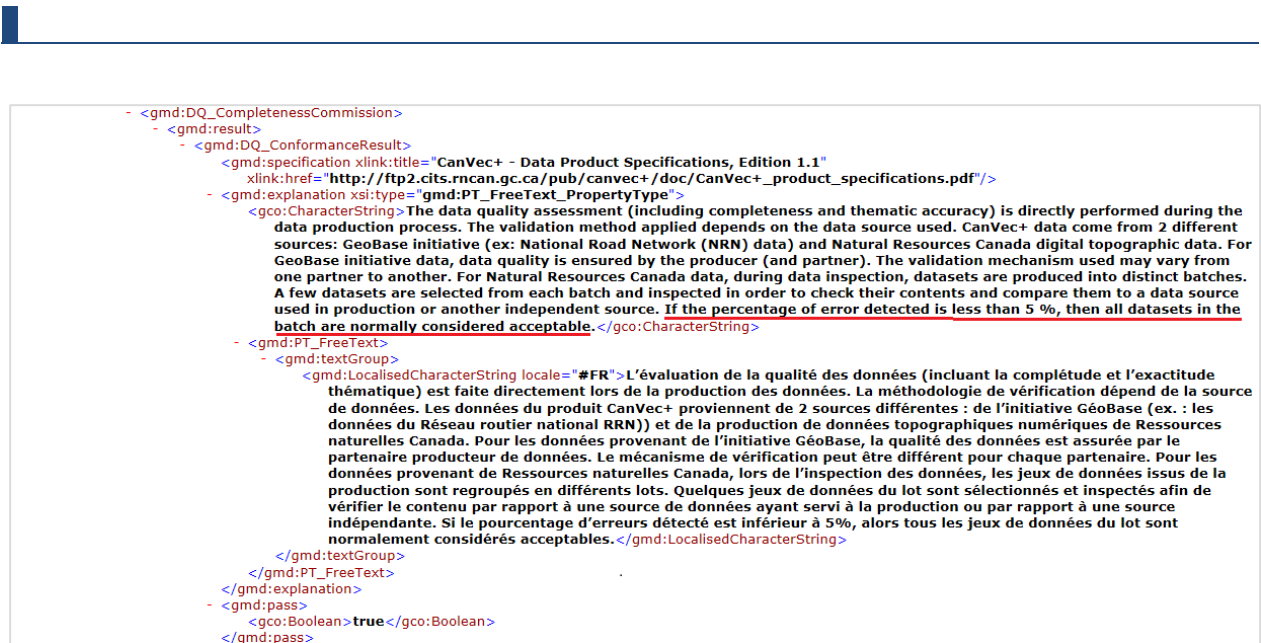 - <gmd:DQ_CompletenessCommission>
- <gmd:result>
- <gmd:DQ_ConformanceResult>
<gmd:specification xlink:title="CanVec+ - Data Product Specifications, Edition 1.1"
xlink:href="http://ftp2.cits.rncan.gc.ca/pub/canvec+/doc/CanVec+_product_specifications.pdf"/>
- <gmd:explanation xsi:type="gmd:PT_FreeText_PropertyType">
<gco:CharacterString>The data quality assessment (including completeness and thematic accuracy) is directly performed during the
data production process. The validation method applied depends on the data source used. CanVec+ data come from 2 different
sources: GeoBase initiative (ex: National Road Network (NRN) data) and Natural Resources Canada digital topographic data. For
GeoBase initiative data, data quality is ensured by the producer (and partner). The validation mechanism used may vary from
one partner to another. For Natural Resources Canada data, during data inspection, datasets are produced into distinct batches.
A few datasets are selected from each batch and inspected in order to check their contents and compare them to a data source
used in production or another independent source. If the percentage of error detected is less than 5 %, then all datasets in the
batch are normally considered acceptable.</gco:CharacterString>
- <gmd:PT_FreeText>
- <gmd:textGroup>
<gmd:LocalisedCharacterString locale="#FR">L'évaluation de la qualité des données (incluant la complétude et l'exactitude
thématique) est faite directement lors de la production des données. La méthodologie de vérification dépend de la source
de données. Les données du produit CanVec+ proviennent de 2 sources différentes : de l'initiative GéoBase (ex. : les
données du Réseau routier national RRN)) et de la production de données topographiques numériques de Ressources
naturelles Canada. Pour les données provenant de l'initiative GéoBase, la qualité des données est assurée par le
partenaire producteur de données. Le mécanisme de vérification peut être différent pour chaque partenaire. Pour les
données provenant de Ressources naturelles Canada, lors de l'inspection des données, les jeux de données issus de la
production sont regroupés en différents lots. Quelques jeux de données du lot sont sélectionnés et inspectés afin de
vérifier le contenu par rapport à une source de données ayant servi à la production ou par rapport à une source
indépendante. Si le pourcentage d'erreurs détecté est inférieur à 5%, alors tous les jeux de données du lot sont
normalement considérés acceptables.</gmd:LocalisedCharacterString>
</gmd:textGroup>
</gmd:PT_FreeText>
</gmd:explanation>
- <gmd:pass>
<gco:Boolean>true</gco:Boolean>
</gmd:pass>